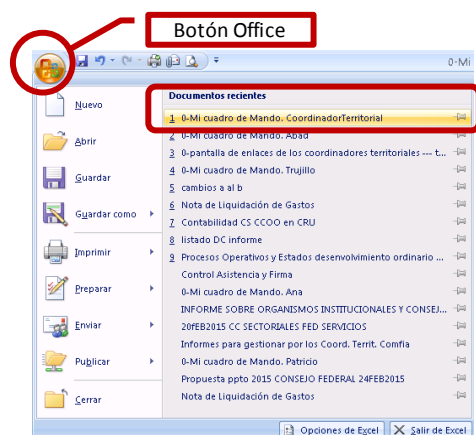 Botón Office
0-Mi
Nuevo
Abrir
Guardar
Guardar como
Imprimir
Preparar
Enviar
Publicar
Cerrar
Documentos recientes
1 0-Mi cuadro de Mando. CoordinadorTerritorial
2 0-Mi cuadro de Mando. Abad
3 0-pantalla de enlaces de los coordinadores territoriales --- t...
4 0-Mi cuadro de Mando. Trujillo
5 cambios a al b
6 Nota de Liquidación de Gastos
7 Contabilidad CS CCOO en CRU
8 listado DC informe
9 Procesos Operativos y Estados desenvolvimiento ordinario ...
Control Asistencia y Firma
0-Mi cuadro de Mando. Ana
INFORME SOBRE ORGANISMOS INSTITUCIONALES Y CONSEJ...
20fEB2015 CC SECTORIALES FED SERVICIOS
Informes para gestionar por los Coord. Territ. Comfia
0-Mi cuadro de Mando. Patricio
Propuesta ppto 2015 CONSEJO FEDERAL 24FEB2015
Nota de Liquidación de Gastos
Opciones de Excel
Salir de Excel